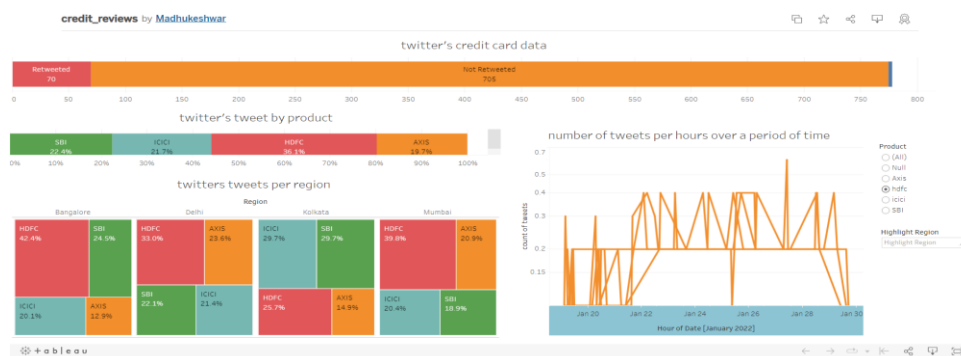 credit_reviews by Madhukeshwar
twitter's credit card data
Retweeted
70
Not Retweeted
705
0 50 100 150 200 250 300 350 400 450 500 550 600 650 700 750 800
twitter's tweet by product
SBI
22.4%
ICICI
21.7%
HDFC
36.1%
AXIS
19.7%
0% 10% 20% 30% 40% 50% 60% 70% 80% 90% 100%
twitters tweets per region
Region
Bangalore Delhi Kolkata Mumbai
HDFC
42.4%
SBI
24.5%
ICICI
20.1%
AXIS
12.9%
HDFC
33.0%
AXIS
23.6%
SBI
22.1%
ICICI
21.4%
ICICI
29.7%
SBI
29.7%
HDFC
25.7%
AXIS
14.9%
HDFC
39.8%
AXIS
20.9%
ICICI
20.4%
SBI
18.9%
number of tweets per hours over a period of time
count of tweets
0.7
0.5
0.4
0.3
0.2
0.15
Jan 20 Jan 22 Jan 24 Jan 26 Jan 28 Jan 30
Hour of Date [January 2022]
Product
(All)
Null
Axis
hdfc
icici
SBI
Highlight Region
Highlight Region
+ableau